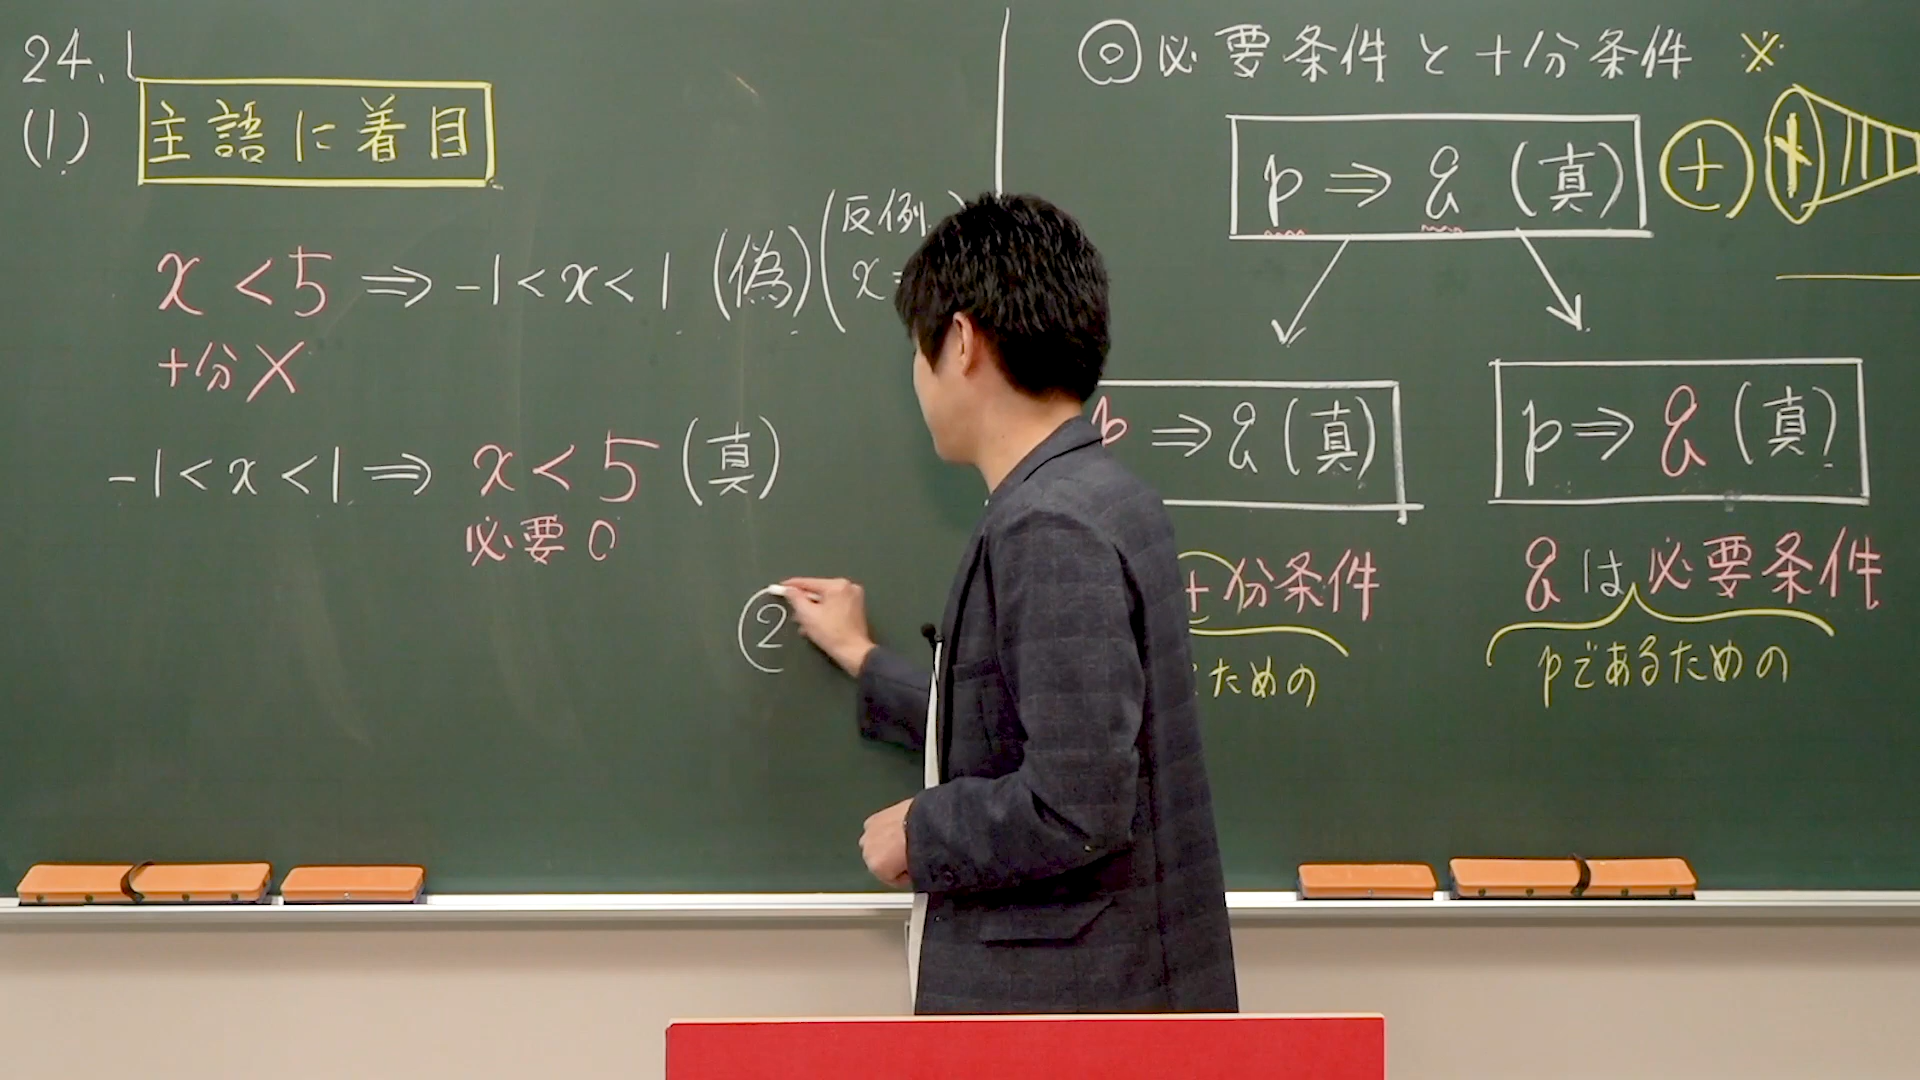 24.1
(1) 主語に着目
x < 5 ⇒ -1 < x < 1 (偽) (反例
x =
十分 ×
-1 < x < 1 ⇒ x < 5 (真)
必要 ○
②
◎ 必要条件と十分条件 ×
p ⇒ q (真) +
p ⇒ q (真)
十分条件
ための
p ⇒ q (真)
qは必要条件
pであるための